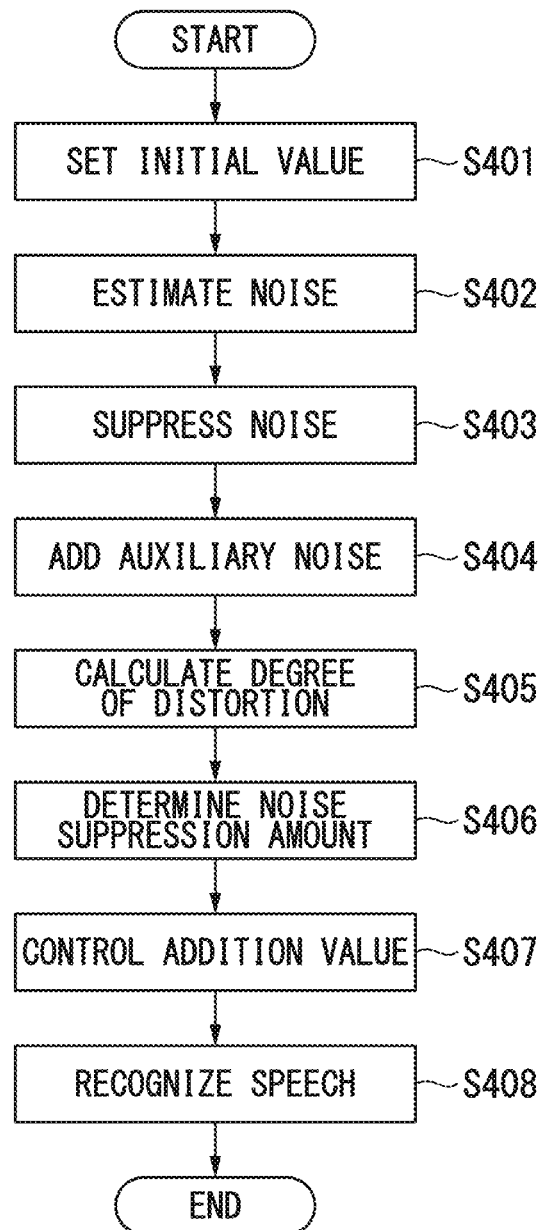 START
SET INITIAL VALUE S401
ESTIMATE NOISE S402
SUPPRESS NOISE S403
ADD AUXILIARY NOISE S404
CALCULATE DEGREE
OF DISTORTION S405
DETERMINE NOISE
SUPPRESSION AMOUNT S406
CONTROL ADDITION VALUE S407
RECOGNIZE SPEECH S408
END